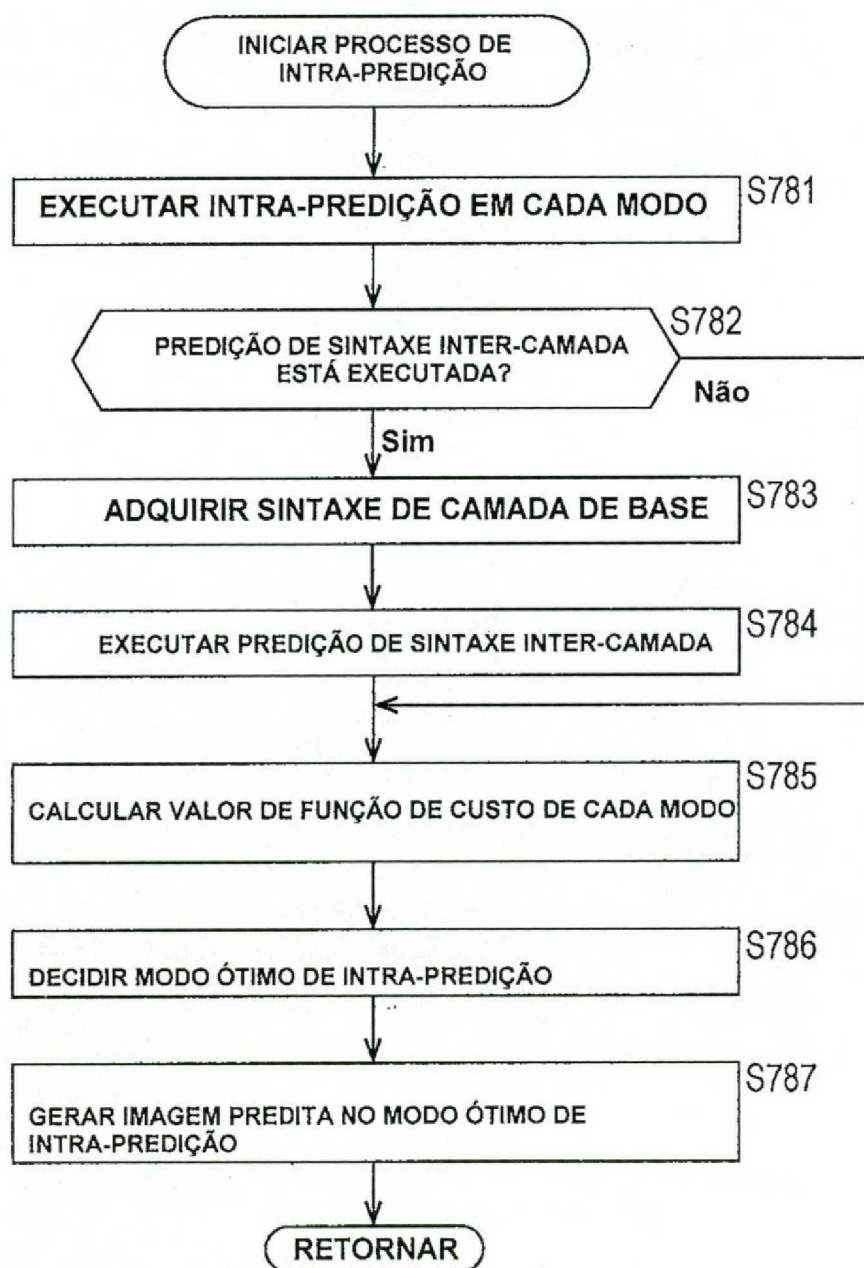 INICIAR PROCESSO DE
INTRA-PREDIÇÃO
EXECUTAR INTRA-PREDIÇÃO EM CADA MODO
S781
S782
PREDIÇÃO DE SINTAXE INTER-CAMADA
ESTÁ EXECUTADA?
Não
Sim
ADQUIRIR SINTAXE DE CAMADA DE BASE
S783
EXECUTAR PREDIÇÃO DE SINTAXE INTER-CAMADA
S784
CALCULAR VALOR DE FUNÇÃO DE CUSTO DE CADA MODO
S785
DECIDIR MODO ÓTIMO DE INTRA-PREDIÇÃO
S786
GERAR IMAGEM PREDITA NO MODO ÓTIMO DE
INTRA-PREDIÇÃO
S787
RETORNAR